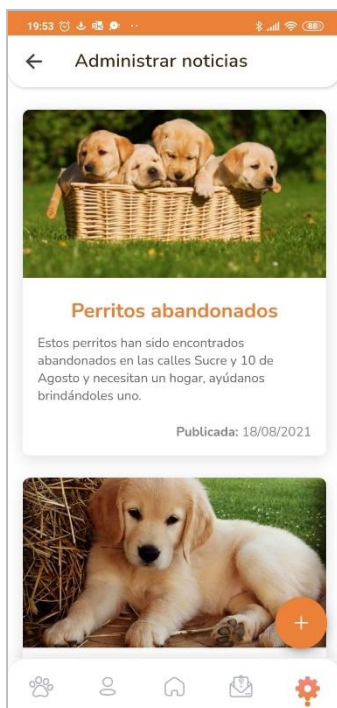 19:53
88
Administrar noticias
Perritos abandonados
Estos perritos han sido encontrados
abandonados en las calles Sucre y 10 de
Agosto y necesitan un hogar, ayúdanos
brindándoles uno.
Publicada: 18/08/2021
+